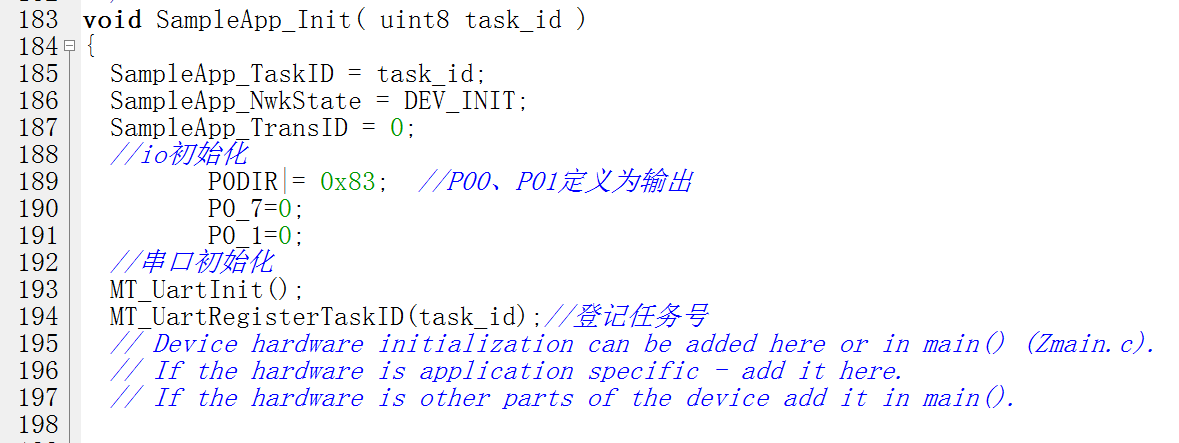 183 void SampleApp_Init( uint8 task_id )
184 {
185 SampleApp_TaskID = task_id;
186 SampleApp_NwkState = DEV_INIT;
187 SampleApp_TransID = 0;
188 //io初始化
189 P0DIR|= 0x83; //P00、P01定义为输出
190 P0_7=0;
191 P0_1=0;
192 //串口初始化
193 MT_UartInit();
194 MT_UartRegisterTaskID(task_id);//登记任务号
195 // Device hardware initialization can be added here or in main() (Zmain.c).
196 // If the hardware is application specific - add it here.
197 // If the hardware is other parts of the device add it in main().
198